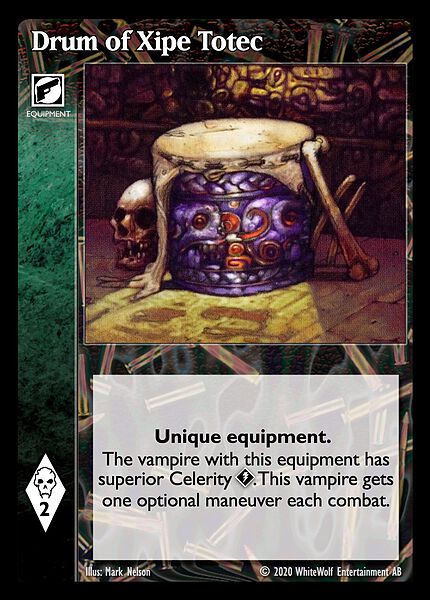 Drum of Xipe Totec
EQUIPMENT
Unique equipment.
The vampire with this equipment has
superior Celerity �.This vampire gets
one optional maneuver each combat.
2
Illus: Mark Nelson © 2020 WhiteWolf Entertainment AB